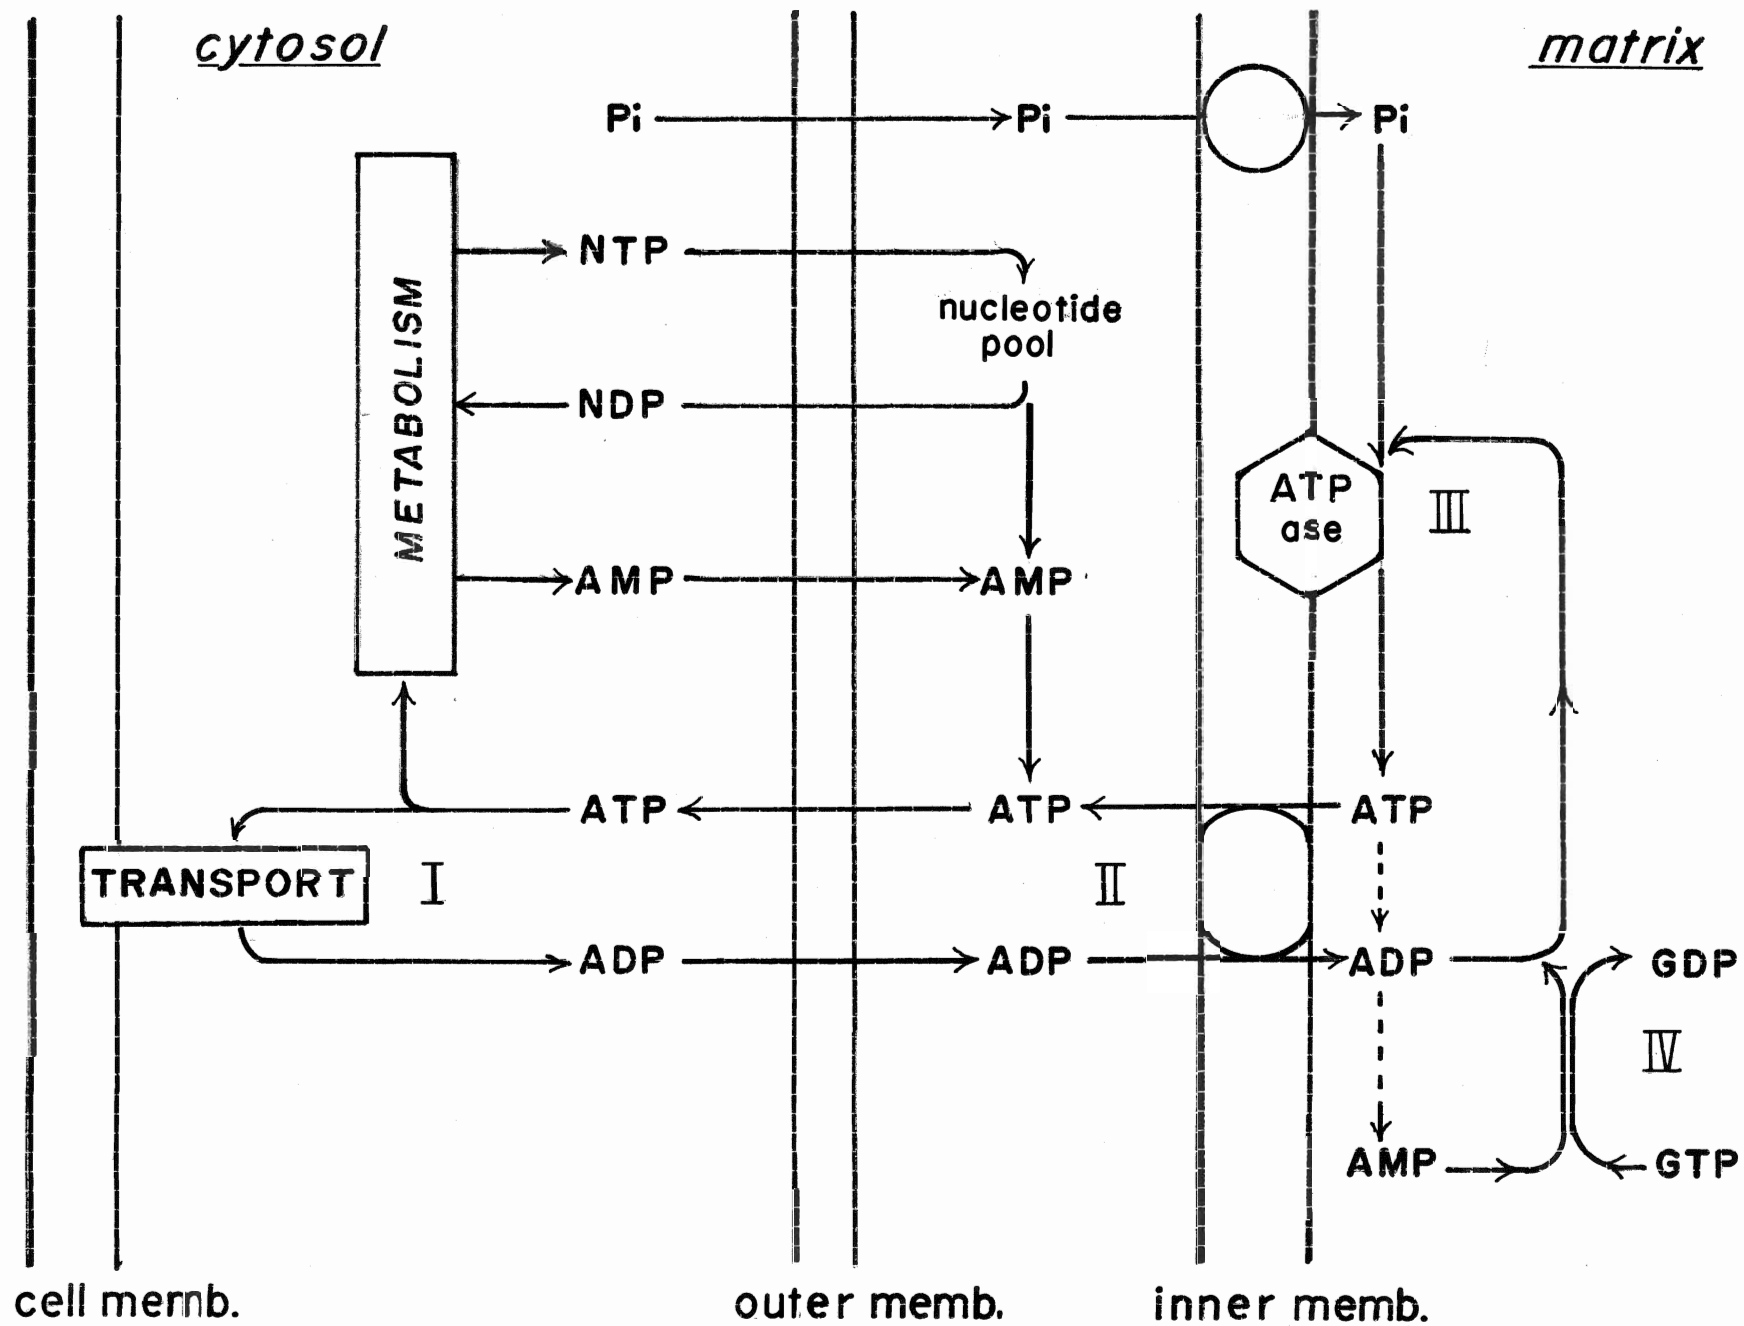 cytosol
matrix
Pi
Pi
Pi
NTP
nucleotide
pool
METABOLISM
NDP
ATP
ase
III
AMP
AMP
ATP
ATP
ATP
TRANSPORT
I
II
ADP
ADP
ADP
GDP
IV
AMP
GTP
cell memb.
outer memb.
inner memb.